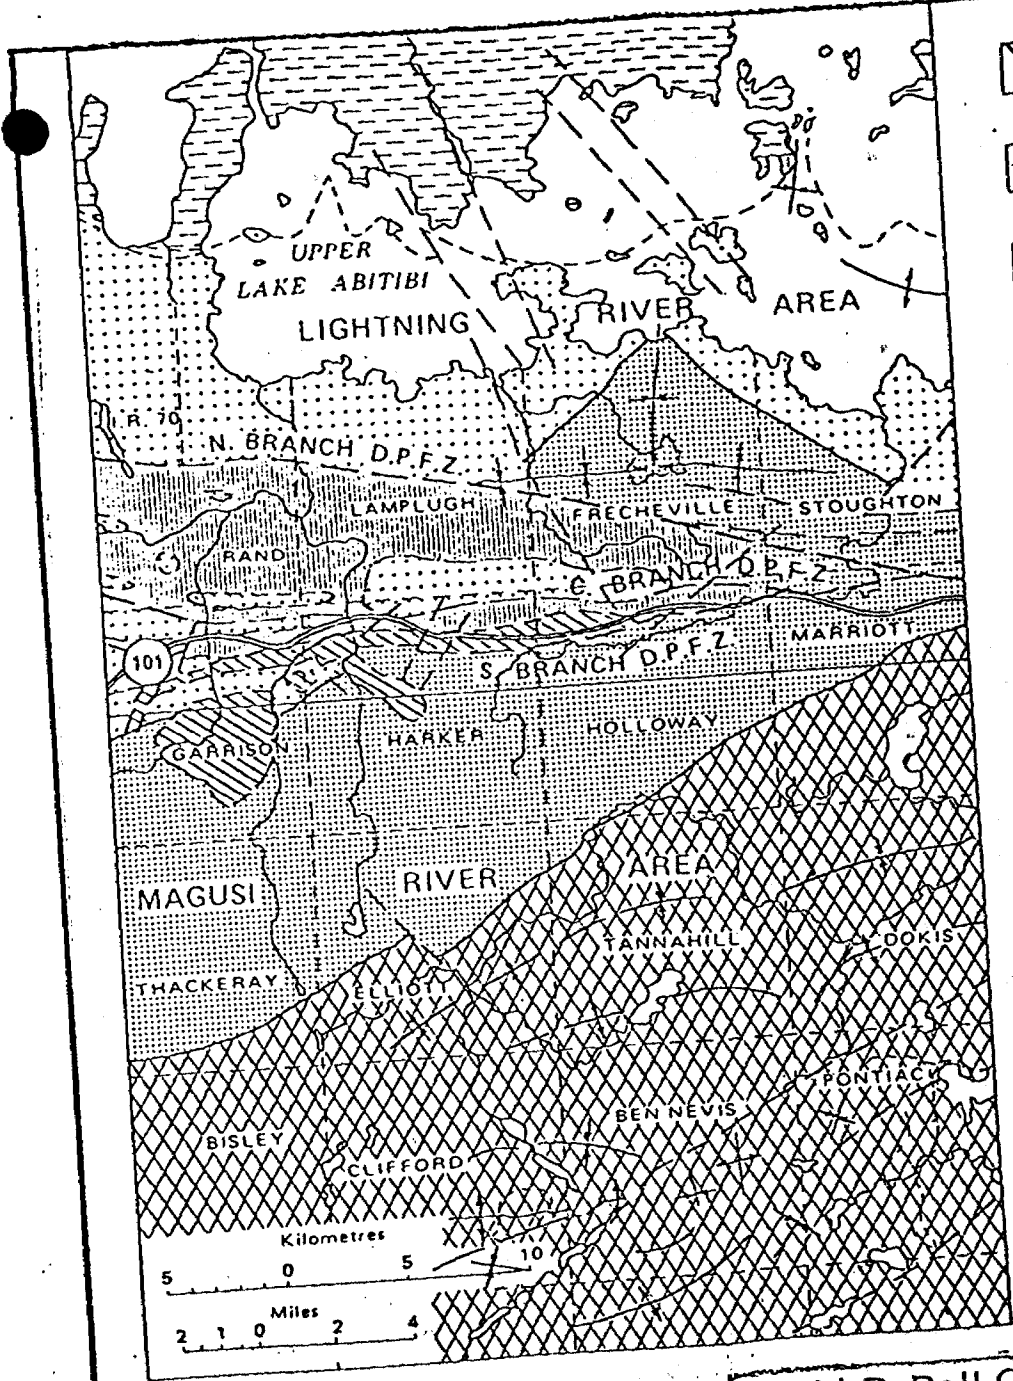 UPPER
LAKE ABITIBI
LIGHTNING RIVER AREA
I.R. 70
N. BRANCH D.P.F.Z.
LAMPLUGH
FRECHEVILLE
STOUGHTON
RAND
C. BRANCH D.P.F.Z.
101
MARRIOTT
S. BRANCH D.P.F.Z.
GARRISON
HARKER
HOLLOWAY
MAGUSI RIVER AREA
TANNAHILL
DOKIS
THACKERAY
ELLIOTT
PONTIAC
BEN NEVIS
BISLEY
CLIFFORD
Kilometres
5 0 5 10
Miles
2 1 0 2 4